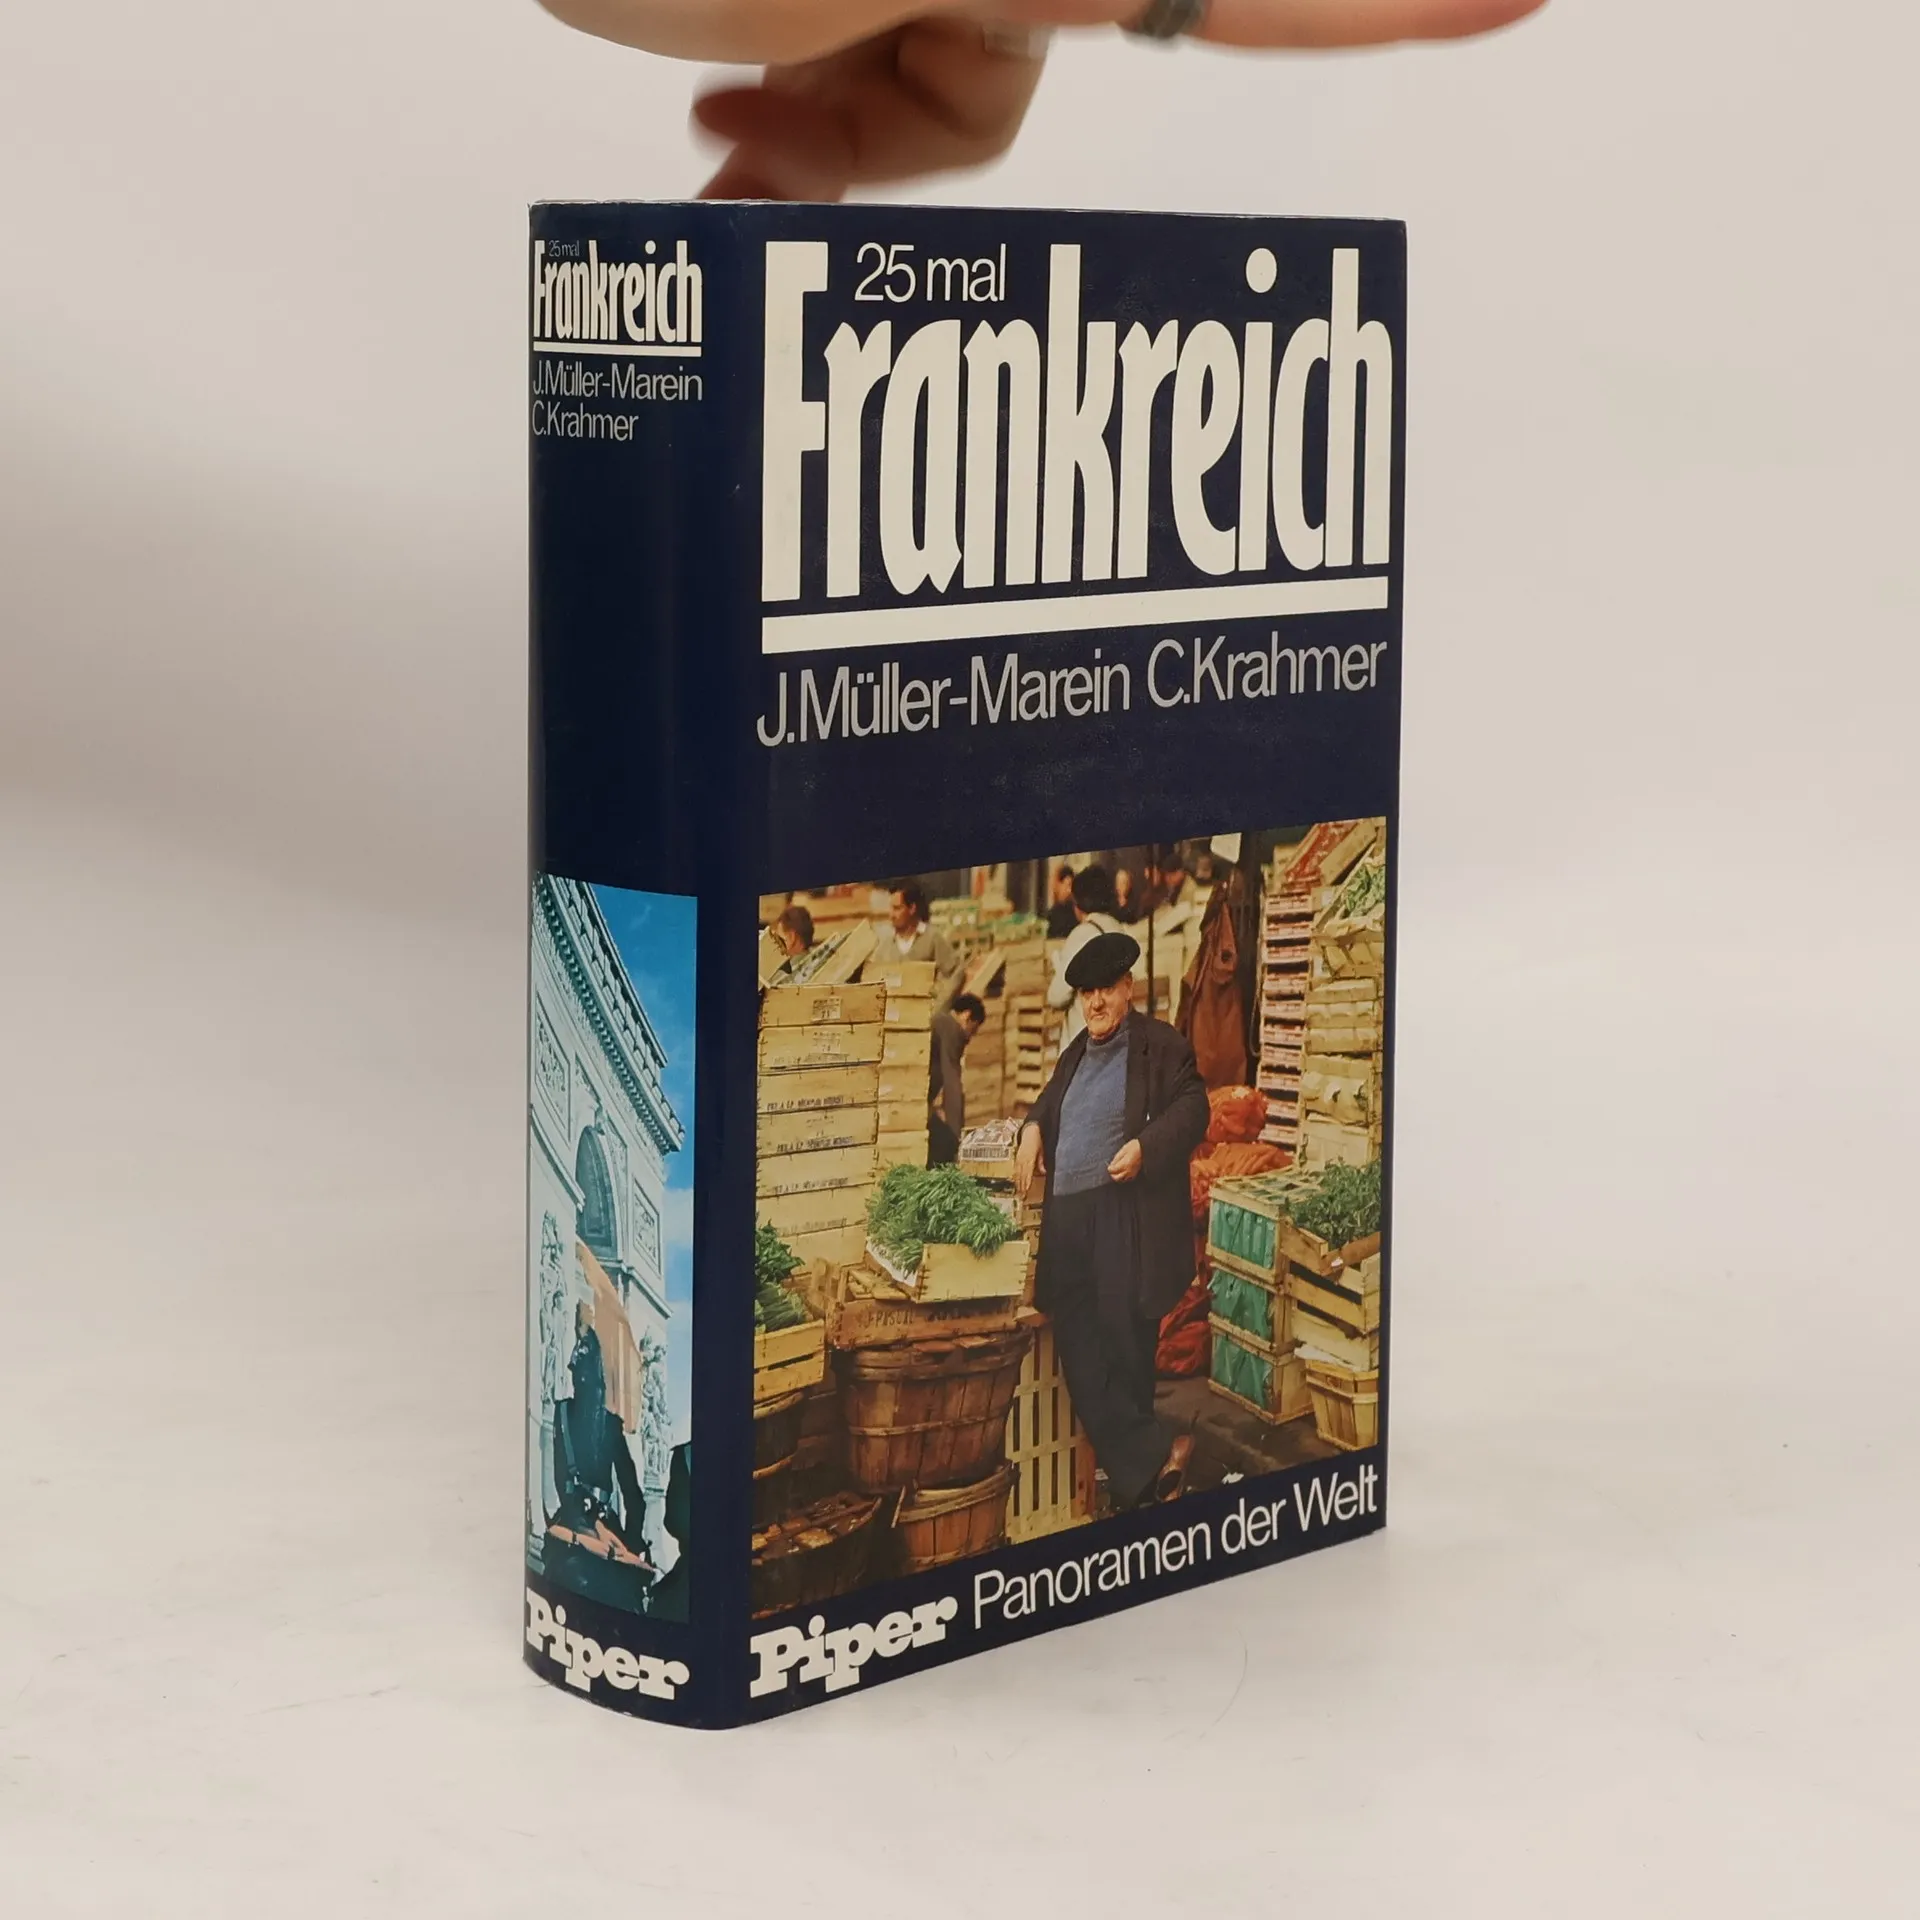 25 mal
Frankreich
J.Müller-Marein
C.Krahmer
Piper
25 mal
Frankreich
J.Müller-Marein C.Krahmer
Piper Panoramen der Welt